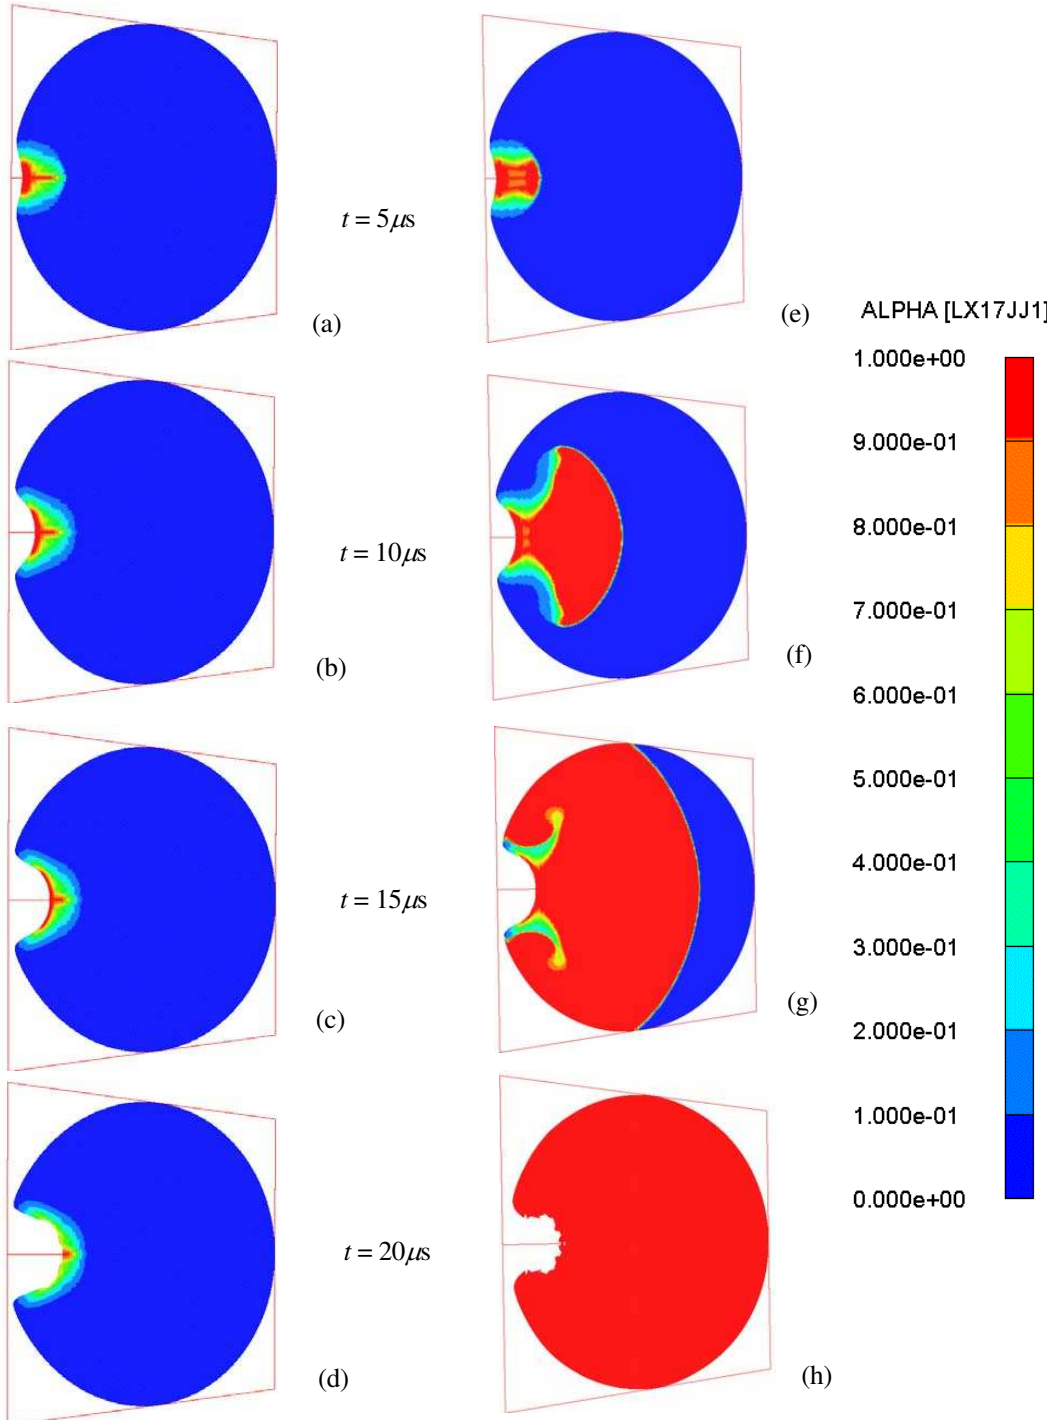 t = 5μs
(a)
(e)
ALPHA [LX17JJ1]
1.000e+00
9.000e-01
8.000e-01
7.000e-01
6.000e-01
5.000e-01
4.000e-01
3.000e-01
2.000e-01
1.000e-01
0.000e+00
t = 10μs
(b)
(f)
t = 15μs
(c)
(g)
t = 20μs
(d)
(h)